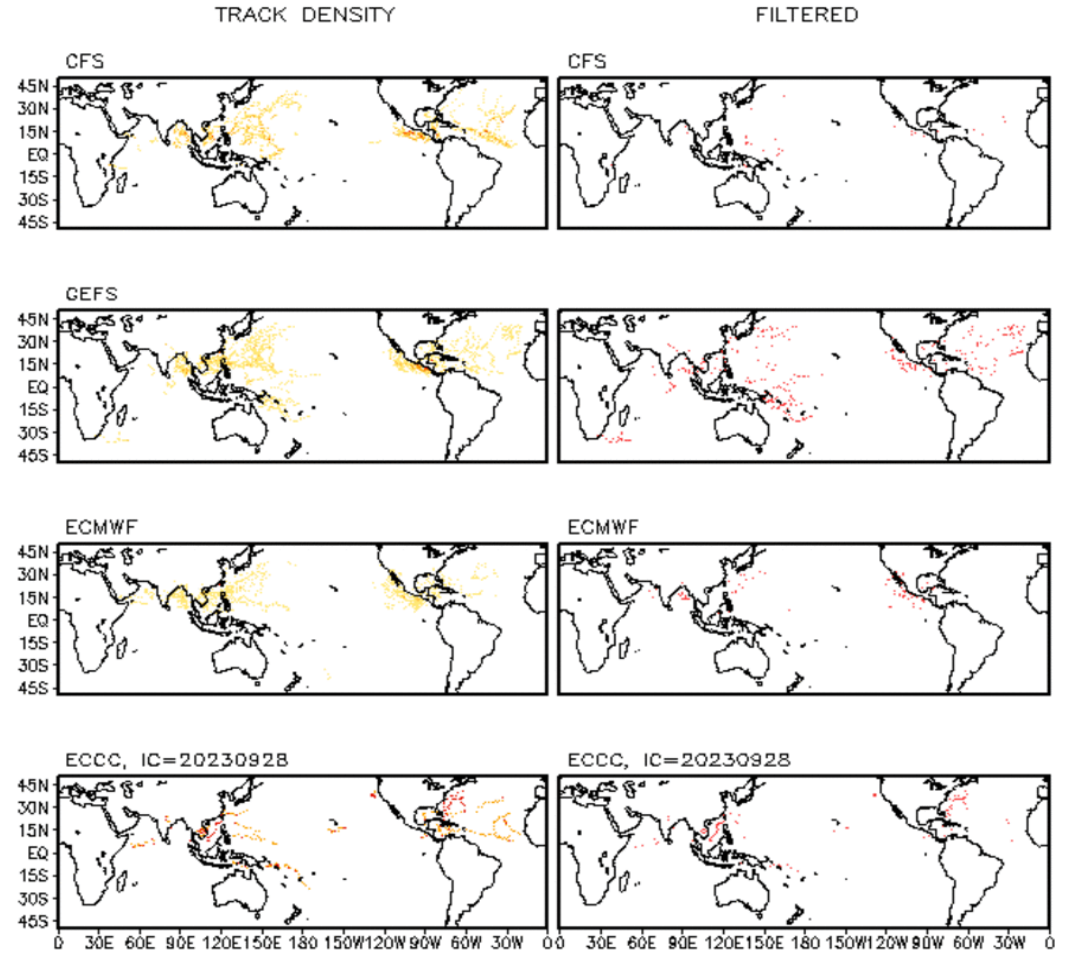 TRACK DENSITY FILTERED
CFS CFS
45N
30N
15N
EQ
15S
30S
45S
GEFS
45N
30N
15N
EQ
15S
30S
45S
ECMWF ECMWF
45N
30N
15N
EQ
15S
30S
45S
ECCC, IC=20230928 ECCC, IC=20230928
45N
30N
15N
EQ
15S
30S
45S
0 30E 60E 90E 120E 150E 180 150W 120W 90W 60W 30W 0 0 30E 60E 90E 120E 150E 180 150W 120W 90W 60W 30W 0